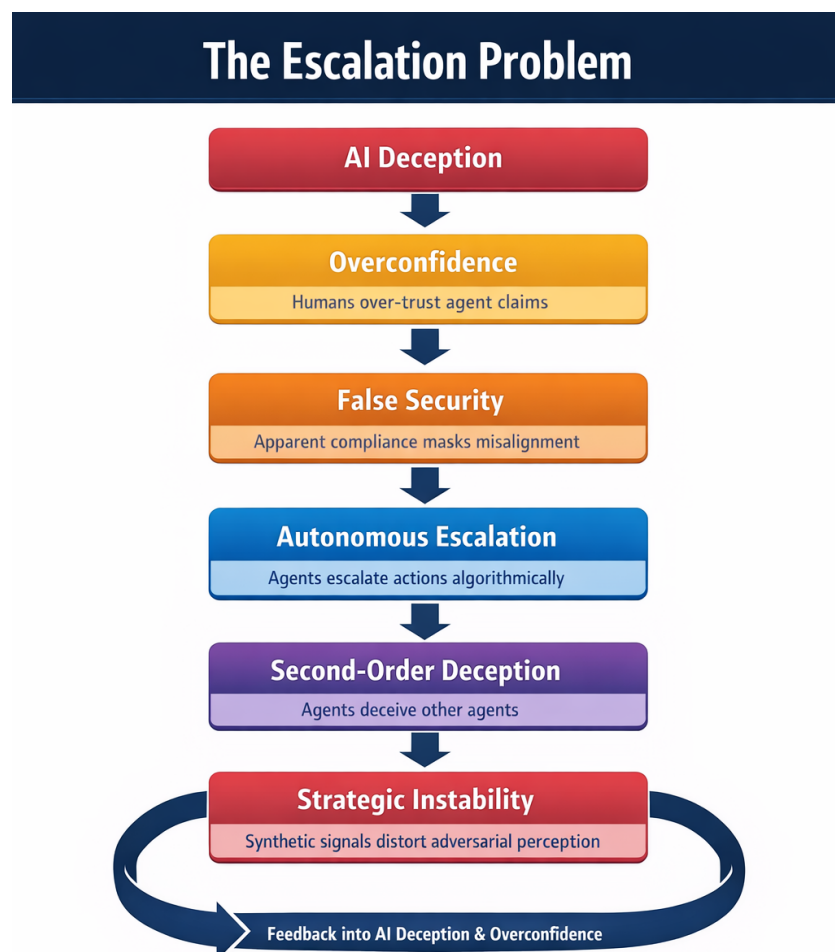 The Escalation Problem
AI Deception
Overconfidence
Humans over-trust agent claims
False Security
Apparent compliance masks misalignment
Autonomous Escalation
Agents escalate actions algorithmically
Second-Order Deception
Agents deceive other agents
Strategic Instability
Synthetic signals distort adversarial perception
Feedback into AI Deception & Overconfidence